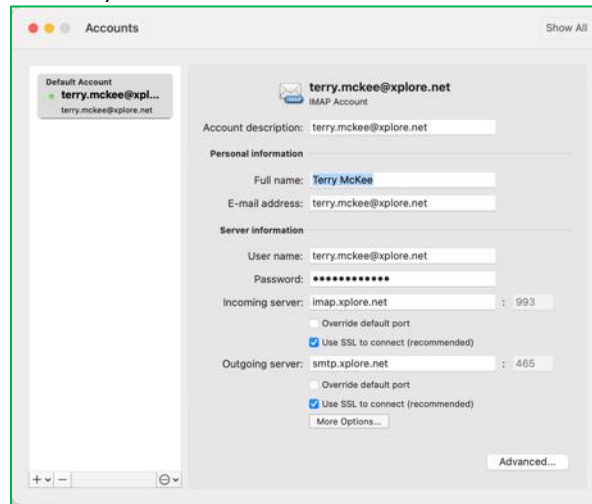 Accounts
Show All
Default Account
terry.mckee@xpl...
terry.mckee@xplore.net
terry.mckee@xplore.net
IMAP
IMAP Account
Account description: terry.mckee@xplore.net
Personal information
Full name: Terry McKee
E-mail address: terry.mckee@xplore.net
Server information
User name: terry.mckee@xplore.net
Password: ••••••••••••
Incoming server: imap.xplore.net : 993
Override default port
Use SSL to connect (recommended)
Outgoing server: smtp.xplore.net : 465
Override default port
Use SSL to connect (recommended)
More Options...
Advanced...